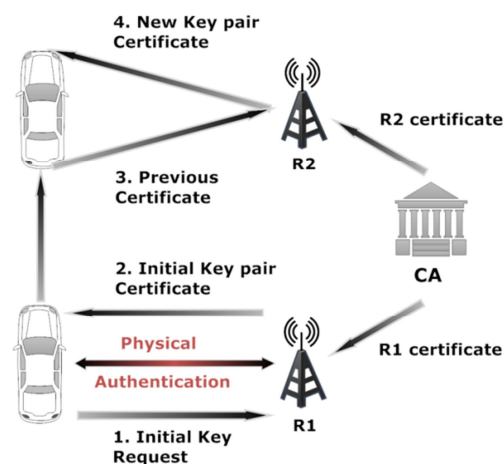 4. New Key pair
Certificate
R2 certificate
R2
3. Previous
Certificate
CA
2. Initial Key pair
Certificate
Physical
Authentication
R1 certificate
R1
1. Initial Key
Request